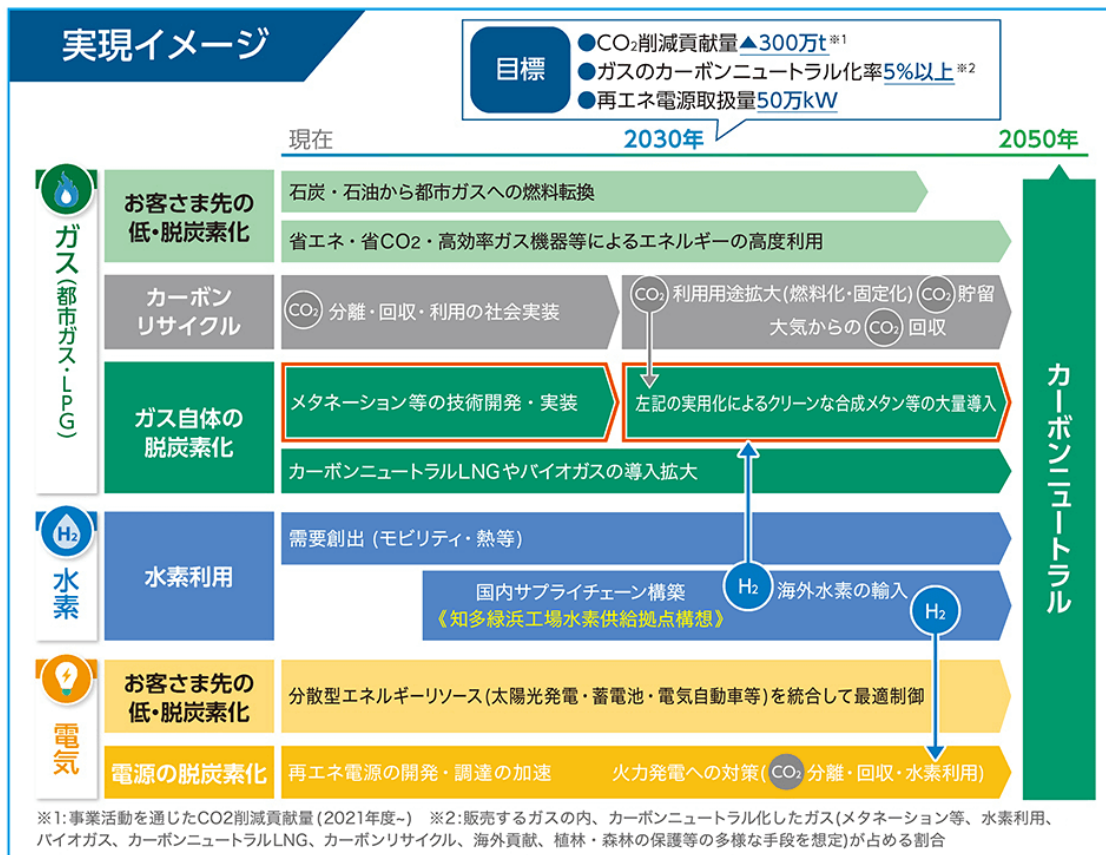 実現イメージ
目標
●CO₂削減貢献量▲300万t※1
●ガスのカーボンニュートラル化率5%以上※2
●再エネ電源取扱量50万kW
現在
2030年
2050年
ガス(都市ガス・LPG)
お客さま先の
低・脱炭素化
石炭・石油から都市ガスへの燃料転換
省エネ・省CO2・高効率ガス機器等によるエネルギーの高度利用
カーボン
リサイクル
CO₂ 分離・回収・利用の社会実装
CO₂ 利用用途拡大(燃料化・固定化) CO₂ 貯留
大気からの CO₂ 回収
ガス自体の
脱炭素化
メタネーション等の技術開発・実装
左記の実用化によるクリーンな合成メタン等の大量導入
カーボンニュートラルLNGやバイオガスの導入拡大
H₂
水素
水素利用
需要創出 (モビリティ・熱等)
国内サプライチェーン構築
《知多緑浜工場水素供給拠点構想》
H₂ 海外水素の輸入
H₂
電気
お客さま先の
低・脱炭素化
分散型エネルギーリソース(太陽光発電・蓄電池・電気自動車等)を統合して最適制御
電源の脱炭素化
再エネ電源の開発・調達の加速
火力発電への対策( CO₂ 分離・回収・水素利用)
カーボンニュートラル
※1:事業活動を通じたCO2削減貢献量(2021年度~) ※2:販売するガスの内、カーボンニュートラル化したガス(メタネーション等、水素利用、
バイオガス、カーボンニュートラルLNG、カーボンリサイクル、海外貢献、植林・森林の保護等の多様な手段を想定)が占める割合